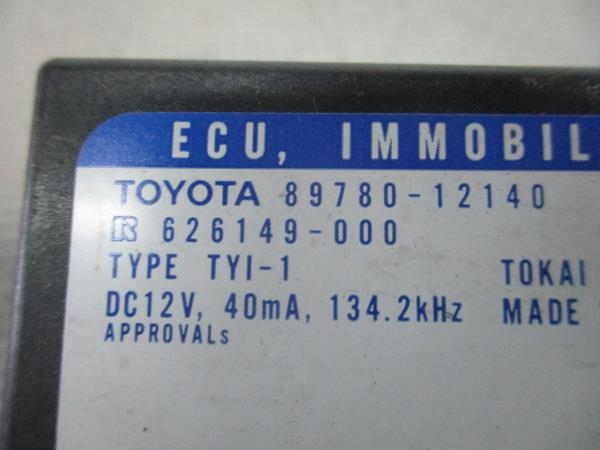 ECU, IMMOBIL
TOYOTA 89780-12140
R 626149-000
TYPE TYI-1 TOKAI
DC12V, 40mA, 134.2kHz MADE
APPROVALs